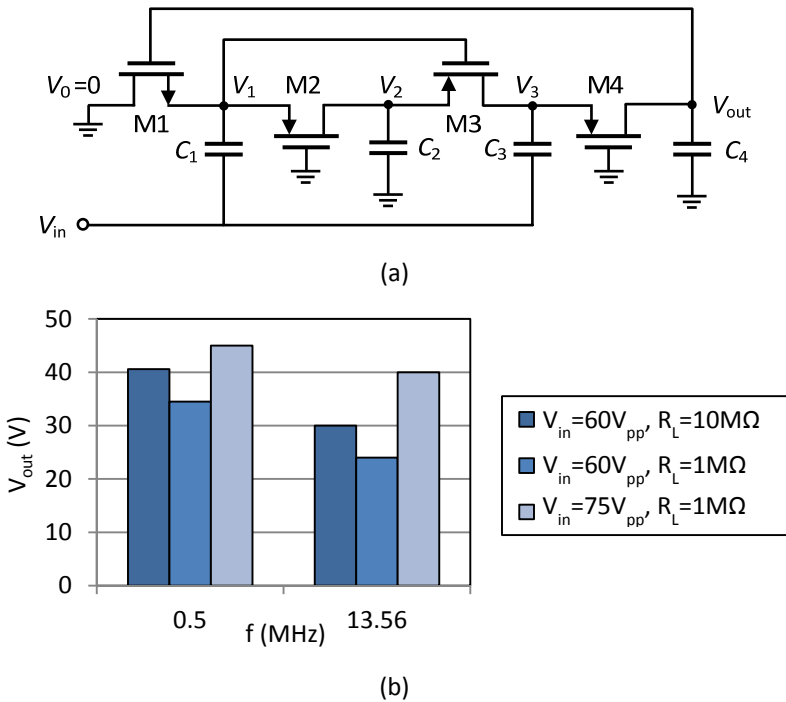 V₀=0
M1
V₁
M2
V₂
M3
V₃
M4
Vout
C₁
C₂
C₃
C₄
Vin
(a)
50
40
30
20
10
0
Vout (V)
0.5
13.56
f (MHz)
Vin=60Vpp, RL=10MΩ
Vin=60Vpp, RL=1MΩ
Vin=75Vpp, RL=1MΩ
(b)